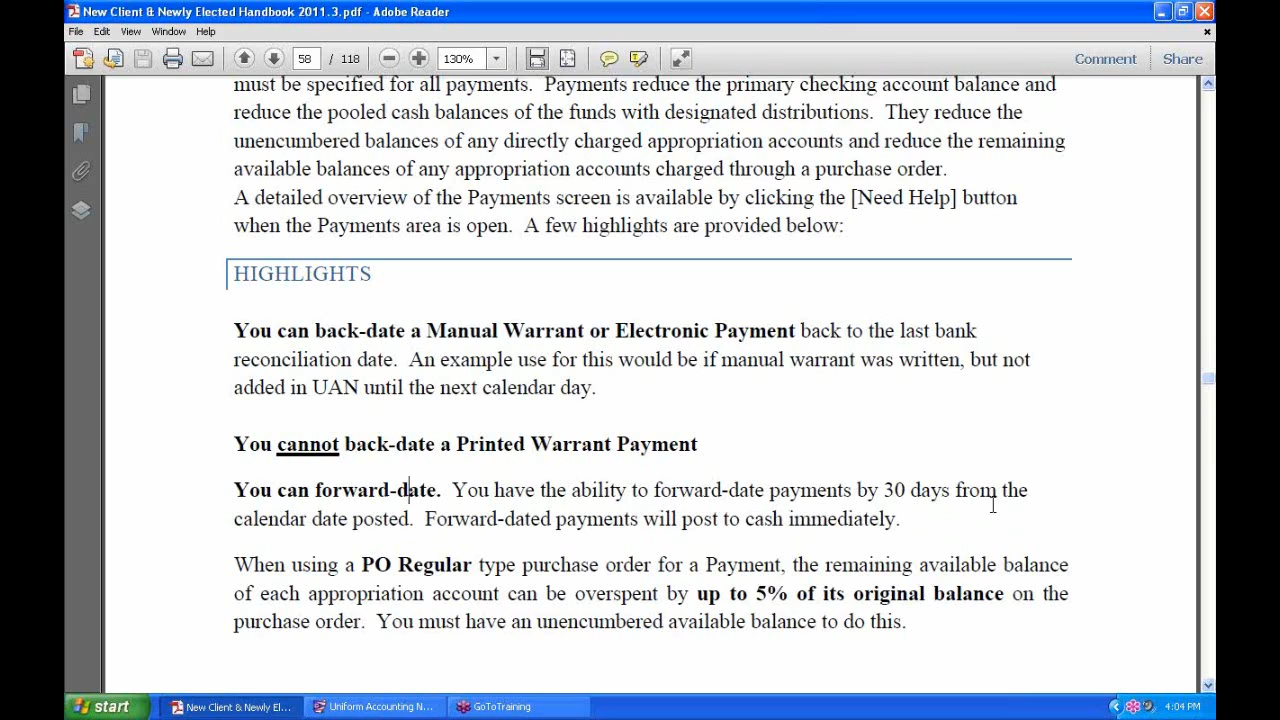 New Client & Newly Elected Handbook 2011.3.pdf - Adobe Reader
File Edit View Window Help
58 / 118 130% Comment Share
must be specified for all payments. Payments reduce the primary checking account balance and
reduce the pooled cash balances of the funds with designated distributions. They reduce the
unencumbered balances of any directly charged appropriation accounts and reduce the remaining
available balances of any appropriation accounts charged through a purchase order.
A detailed overview of the Payments screen is available by clicking the [Need Help] button
when the Payments area is open. A few highlights are provided below:
HIGHLIGHTS
You can back-date a Manual Warrant or Electronic Payment back to the last bank
reconciliation date. An example use for this would be if manual warrant was written, but not
added in UAN until the next calendar day.
You cannot back-date a Printed Warrant Payment
You can forward-date. You have the ability to forward-date payments by 30 days from the
calendar date posted. Forward-dated payments will post to cash immediately.
When using a PO Regular type purchase order for a Payment, the remaining available balance
of each appropriation account can be overspent by up to 5% of its original balance on the
purchase order. You must have an unencumbered available balance to do this.
start New Client & Newly El... Uniform Accounting N... GoToTraining 4:04 PM